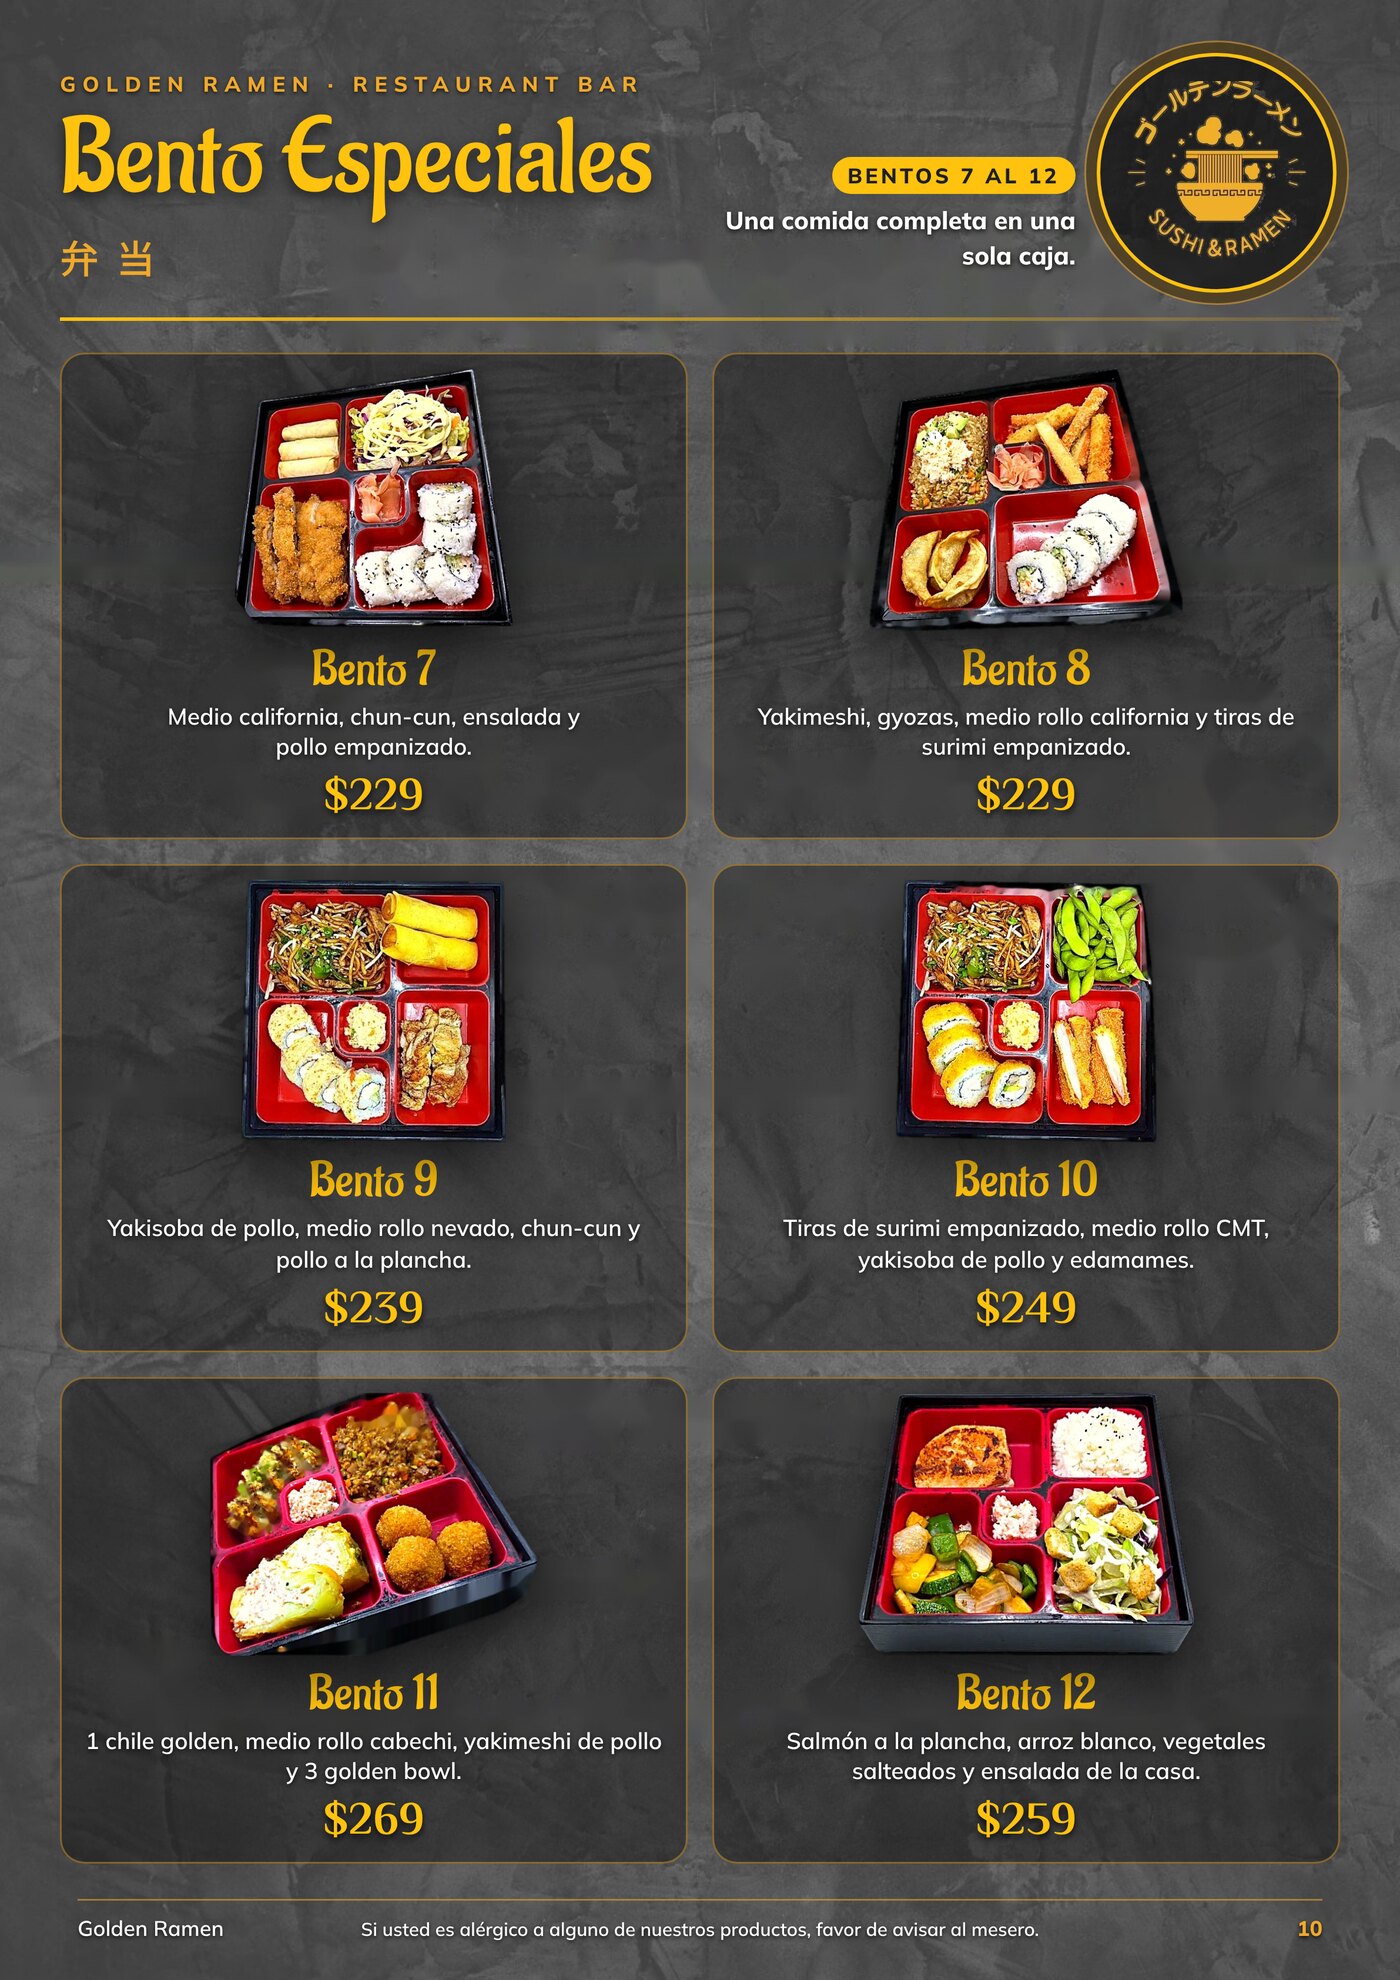 GOLDEN RAMEN · RESTAURANT BAR
Bento Especiales
弁当
BENTOS 7 AL 12
Una comida completa en una
sola caja.
ゴールデンラーメン
SUSHI & RAMEN
Bento 7
Medio california, chun-cun, ensalada y
pollo empanizado.
$229
Bento 8
Yakimeshi, gyozas, medio rollo california y tiras de
surimi empanizado.
$229
Bento 9
Yakisoba de pollo, medio rollo nevado, chun-cun y
pollo a la plancha.
$239
Bento 10
Tiras de surimi empanizado, medio rollo CMT,
yakisoba de pollo y edamames.
$249
Bento 11
1 chile golden, medio rollo cabechi, yakimeshi de pollo
y 3 golden bowl.
$269
Bento 12
Salmón a la plancha, arroz blanco, vegetales
salteados y ensalada de la casa.
$259
Golden Ramen
Si usted es alérgico a alguno de nuestros productos, favor de avisar al mesero.
10